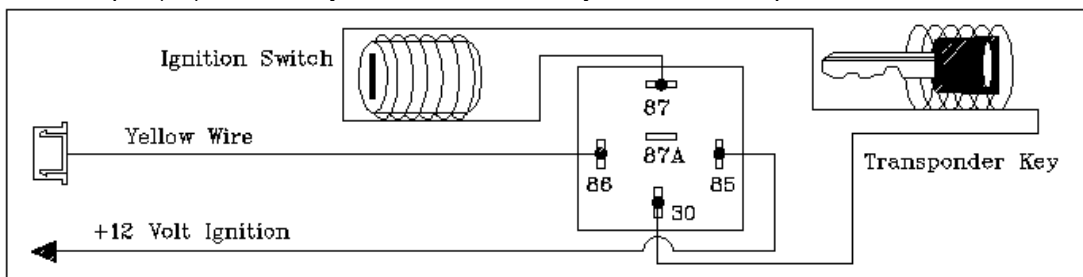 Ignition Switch
87
Yellow Wire
87A
86
85
Transponder Key
30
+12 Volt Ignition